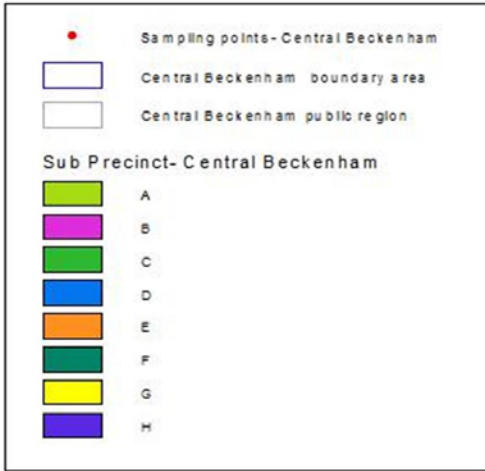 Sampling points- Central Beckenham
Central Beckenham boundary area
Central Beckenham public region
Sub Precinct- Central Beckenham
A
B
C
D
E
F
G
H